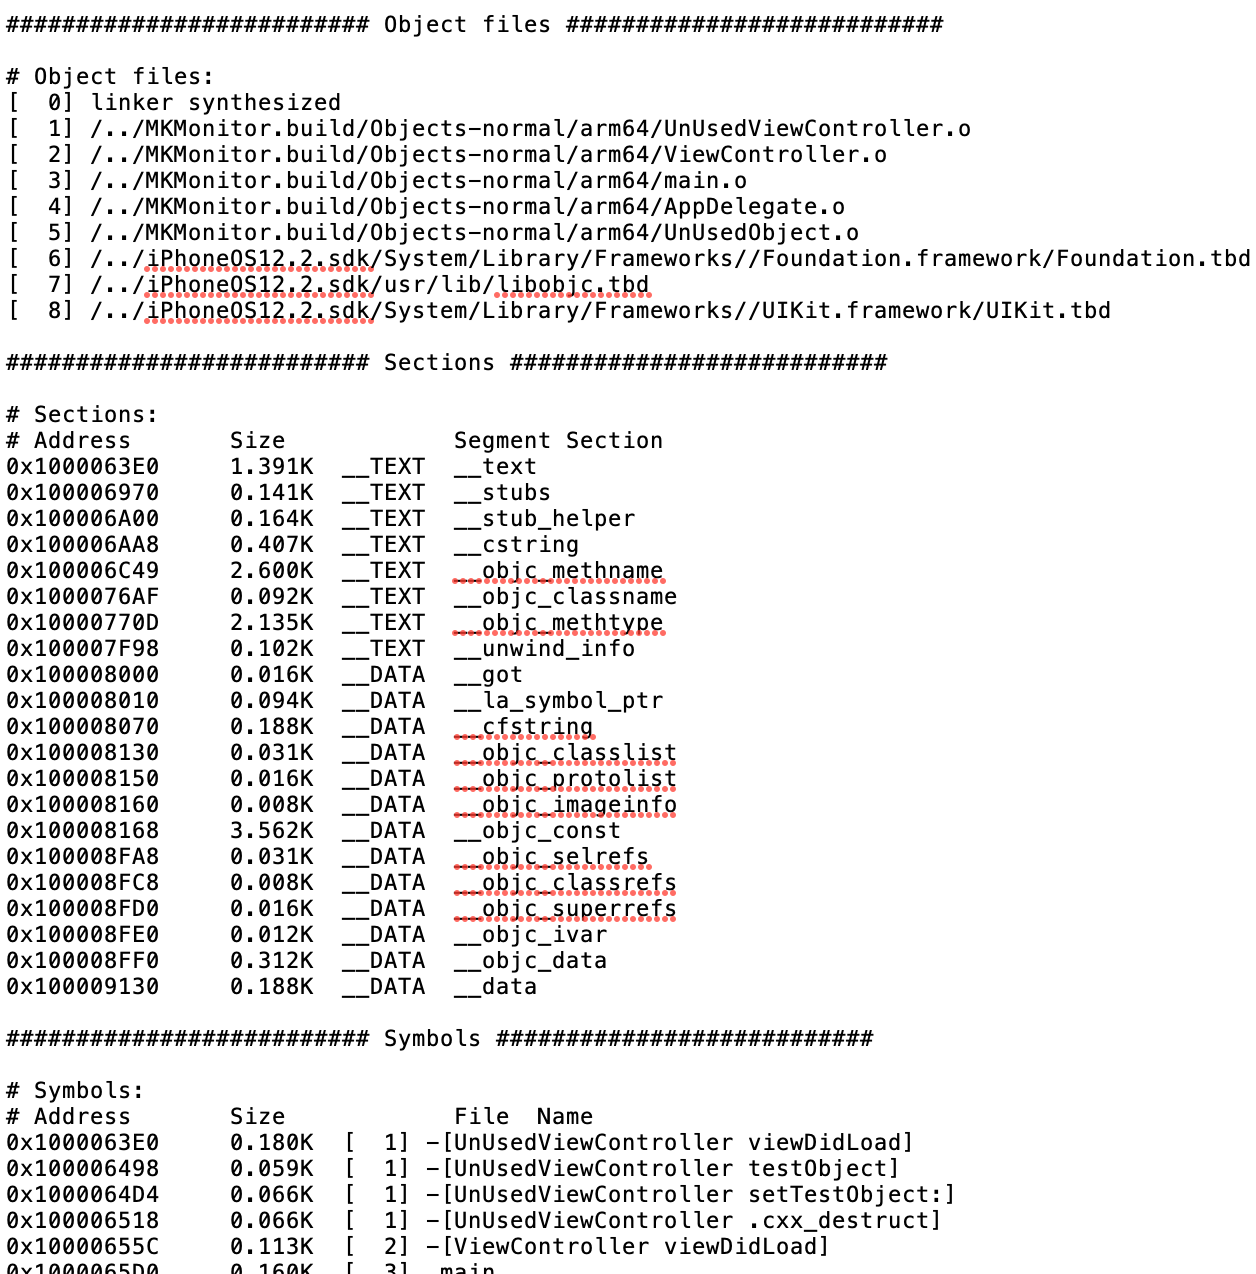 ########################## Object files ###########################
# Object files:
[  0] linker synthesized
[  1] /../MKMonitor.build/Objects-normal/arm64/UnUsedViewController.o
[  2] /../MKMonitor.build/Objects-normal/arm64/ViewController.o
[  3] /../MKMonitor.build/Objects-normal/arm64/main.o
[  4] /../MKMonitor.build/Objects-normal/arm64/AppDelegate.o
[  5] /../MKMonitor.build/Objects-normal/arm64/UnUsedObject.o
[  6] /../iPhoneOS12.2.sdk/System/Library/Frameworks//Foundation.framework/Foundation.tbd
[  7] /../iPhoneOS12.2.sdk/usr/lib/libobjc.tbd
[  8] /../iPhoneOS12.2.sdk/System/Library/Frameworks//UIKit.framework/UIKit.tbd
########################## Sections ###########################
# Sections:
# Address       Size            Segment Section
0x1000063E0     1.391K  __TEXT  __text
0x100006970     0.141K  __TEXT  __stubs
0x100006A00     0.164K  __TEXT  __stub_helper
0x100006AA8     0.407K  __TEXT  __cstring
0x100006C49     2.600K  __TEXT  __objc_methname
0x1000076AF     0.092K  __TEXT  __objc_classname
0x10000770D     2.135K  __TEXT  __objc_methtype
0x100007F98     0.102K  __TEXT  __unwind_info
0x100008000     0.016K  __DATA  __got
0x100008010     0.094K  __DATA  __la_symbol_ptr
0x100008070     0.188K  __DATA  __cfstring
0x100008130     0.031K  __DATA  __objc_classlist
0x100008150     0.016K  __DATA  __objc_protolist
0x100008160     0.008K  __DATA  __objc_imageinfo
0x100008168     3.562K  __DATA  __objc_const
0x100008FA8     0.031K  __DATA  __objc_selrefs
0x100008FC8     0.008K  __DATA  __objc_classrefs
0x100008FD0     0.016K  __DATA  __objc_superrefs
0x100008FE0     0.012K  __DATA  __objc_ivar
0x100008FF0     0.312K  __DATA  __objc_data
0x100009130     0.188K  __DATA  __data
########################## Symbols ###########################
# Symbols:
# Address       Size            File  Name
0x1000063E0     0.180K  [  1] -[UnUsedViewController viewDidLoad]
0x100006498     0.059K  [  1] -[UnUsedViewController testObject]
0x1000064D4     0.066K  [  1] -[UnUsedViewController setTestObject:]
0x100006518     0.066K  [  1] -[UnUsedViewController .cxx_destruct]
0x10000655C     0.113K  [  2] -[ViewController viewDidLoad]
0x1000065D0     0.160K  [  3] _main